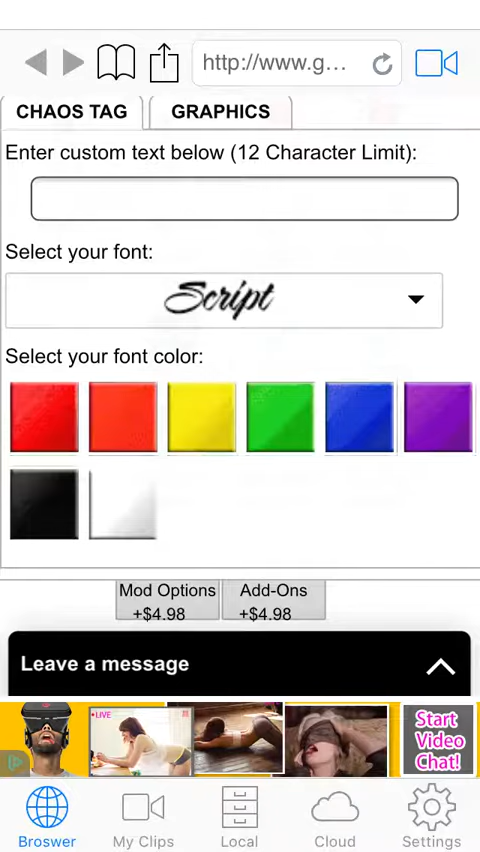 http://www.g...
CHAOS TAG
GRAPHICS
Enter custom text below (12 Character Limit):
Select your font:
Script
Select your font color:
Mod Options
+$4.98
Add-Ons
+$4.98
Leave a message
LIVE
Start
Video
Chat!
Broswer
My Clips
Local
Cloud
Settings